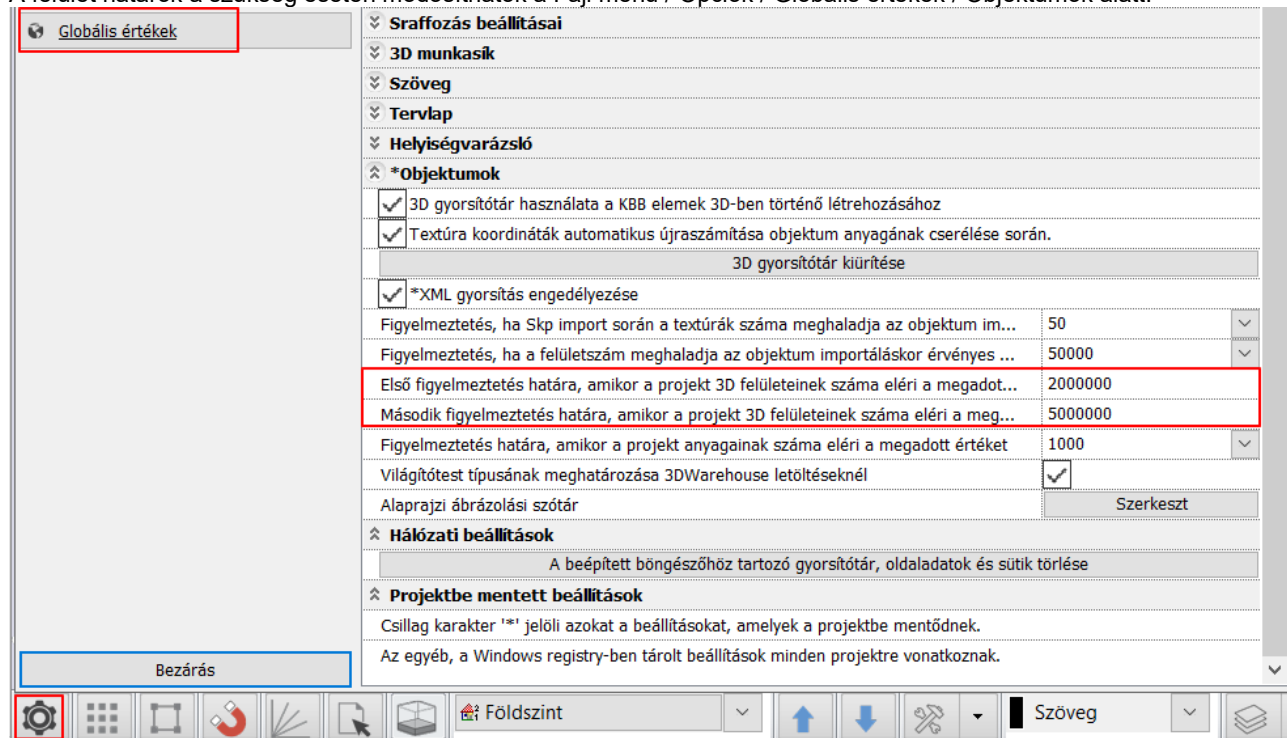 Globális értékek
Sraffozás beállításai
3D munkasík
Szöveg
Tervlap
Helyiségvarázsló
*Objektumok
3D gyorsítótár használata a KBB elemek 3D-ben történő létrehozásához
Textúra koordináták automatikus újraszámítása objektum anyagának cserélése során.
3D gyorsítótár kiürítése
*XML gyorsítás engedélyezése
Figyelmeztetés, ha Skp import során a textúrák száma meghaladja az objektum im... 50
Figyelmeztetés, ha a felületszám meghaladja az objektum importáláskor érvényes ... 50000
Első figyelmeztetés határa, amikor a projekt 3D felületeinek száma eléri a megadot... 2000000
Második figyelmeztetés határa, amikor a projekt 3D felületeinek száma eléri a meg... 5000000
Figyelmeztetés határa, amikor a projekt anyagainak száma eléri a megadott értéket 1000
Világítótest típusának meghatározása 3DWarehouse letöltéseknél
Alaprajzi ábrázolási szótár Szerkeszt
Hálózati beállítások
A beépített böngészőhöz tartozó gyorsítótár, oldaladatok és sütik törlése
Projektbe mentett beállítások
Csillag karakter '*' jelöli azokat a beállításokat, amelyek a projektbe mentődnek.
Az egyéb, a Windows registry-ben tárolt beállítások minden projektre vonatkoznak.
Bezárás
Földszint
Szöveg